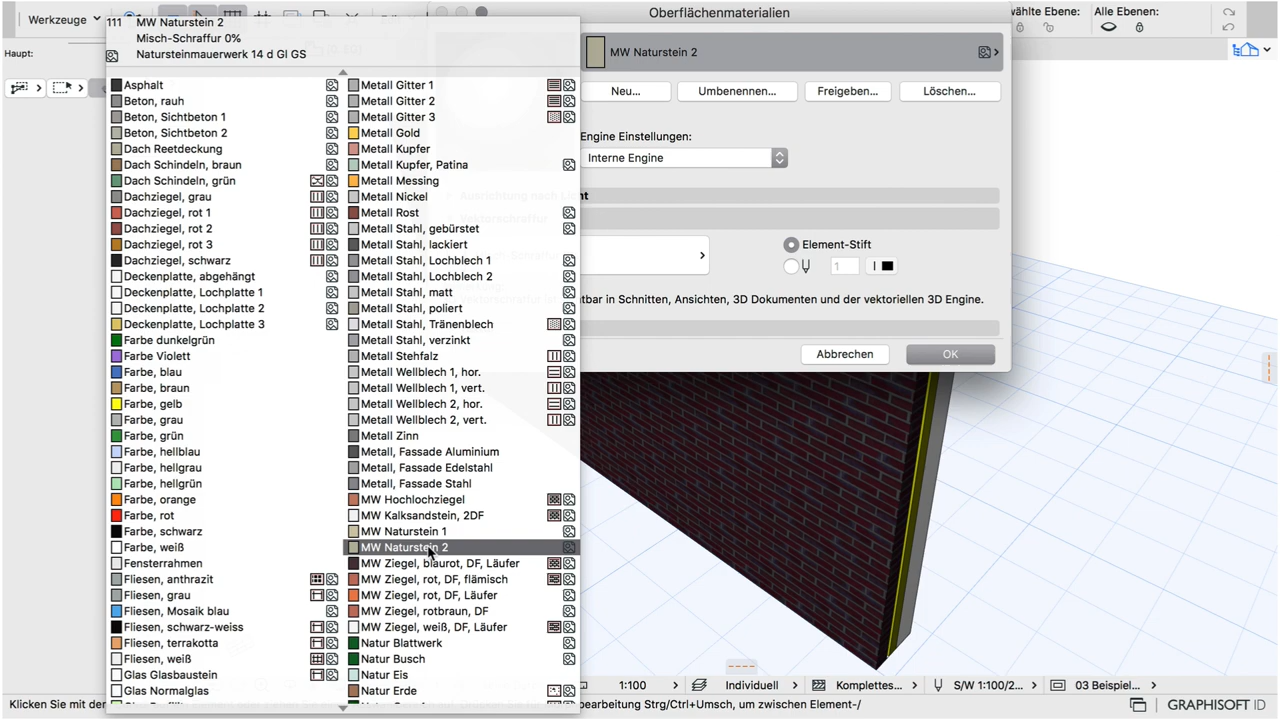 Werkzeuge
Haupt:
111 MW Naturstein 2
Misch-Schraffur 0%
Natursteinmauerwerk 14 d Gl GS
Asphalt
Beton, rauh
Beton, Sichtbeton 1
Beton, Sichtbeton 2
Dach Reetdeckung
Dach Schindeln, braun
Dach Schindeln, grün
Dachziegel, grau
Dachziegel, rot 1
Dachziegel, rot 2
Dachziegel, rot 3
Dachziegel, schwarz
Deckenplatte, abgehängt
Deckenplatte, Lochplatte 1
Deckenplatte, Lochplatte 2
Deckenplatte, Lochplatte 3
Farbe dunkelgrün
Farbe Violett
Farbe, blau
Farbe, braun
Farbe, gelb
Farbe, grau
Farbe, grün
Farbe, hellblau
Farbe, hellgrau
Farbe, hellgrün
Farbe, orange
Farbe, rot
Farbe, schwarz
Farbe, weiß
Fensterrahmen
Fliesen, anthrazit
Fliesen, grau
Fliesen, Mosaik blau
Fliesen, schwarz-weiss
Fliesen, terrakotta
Fliesen, weiß
Glas Glasbaustein
Glas Normalglas
Metall Gitter 1
Metall Gitter 2
Metall Gitter 3
Metall Gold
Metall Kupfer
Metall Kupfer, Patina
Metall Messing
Metall Nickel
Metall Rost
Metall Stahl, gebürstet
Metall Stahl, lackiert
Metall Stahl, Lochblech 1
Metall Stahl, Lochblech 2
Metall Stahl, matt
Metall Stahl, poliert
Metall Stahl, Tränenblech
Metall Stahl, verzinkt
Metall Stehfalz
Metall Wellblech 1, hor.
Metall Wellblech 1, vert.
Metall Wellblech 2, hor.
Metall Wellblech 2, vert.
Metall Zinn
Metall, Fassade Aluminium
Metall, Fassade Edelstahl
Metall, Fassade Stahl
MW Hochlochziegel
MW Kalksandstein, 2DF
MW Naturstein 1
MW Naturstein 2
MW Ziegel, blaurot, DF, Läufer
MW Ziegel, rot, DF, flämisch
MW Ziegel, rot, DF, Läufer
MW Ziegel, rotbraun, DF
MW Ziegel, weiß, DF, Läufer
Natur Blattwerk
Natur Busch
Natur Eis
Natur Erde
Oberflächenmaterialien
MW Naturstein 2
Neu... Umbenennen... Freigeben... Löschen...
Engine Einstellungen:
Interne Engine
Ausrichtung nach Licht
Vektorschraffur
Element-Stift
1
Vektorschraffur ist sichtbar in Schnitten, Ansichten, 3D Dokumenten und der vektoriellen 3D Engine.
Abbrechen OK
wählte Ebene: Alle Ebenen:
1:100 Individuell Komplettes... S/W 1:100/2... 03 Beispiel...
Klicken Sie mit der
bearbeitung Strg/Ctrl+Umsch, um zwischen Element-/
GRAPHISOFT ID